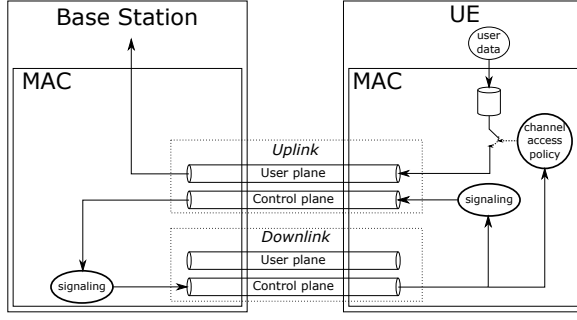 Base Station
UE
user
data
MAC
MAC
channel
access
policy
Uplink
User plane
Control plane
signaling
Downlink
User plane
signaling
Control plane